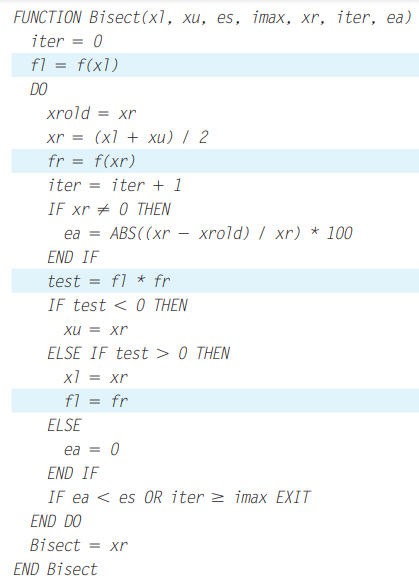 FUNCTION Bisect(xl, xu, es, imax, xr, iter, ea)
iter = 0
fl = f(xl)
DO
xrold = xr
xr = (xl + xu) / 2
fr = f(xr)
iter = iter + 1
IF xr ≠ 0 THEN
ea = ABS((xr − xrold) / xr) * 100
END IF
test = fl * fr
IF test < 0 THEN
xu = xr
ELSE IF test > 0 THEN
xl = xr
fl = fr
ELSE
ea = 0
END IF
IF ea < es OR iter ≥ imax EXIT
END DO
Bisect = xr
END Bisect